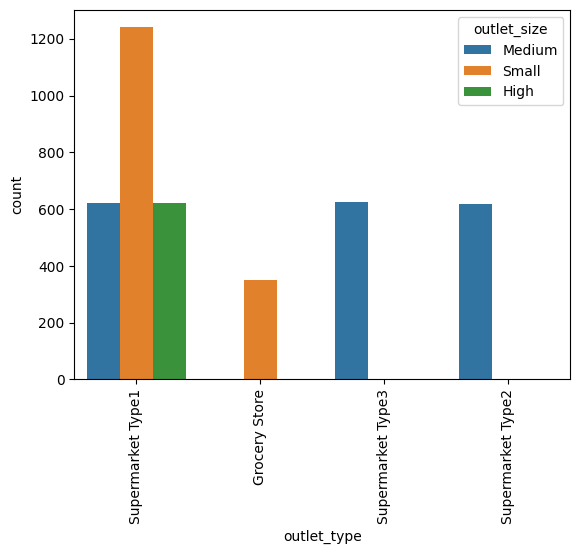 outlet_size
Medium
Small
High
1200
1000
800
600
400
200
0
count
Supermarket Type1
Grocery Store
Supermarket Type3
Supermarket Type2
outlet_type